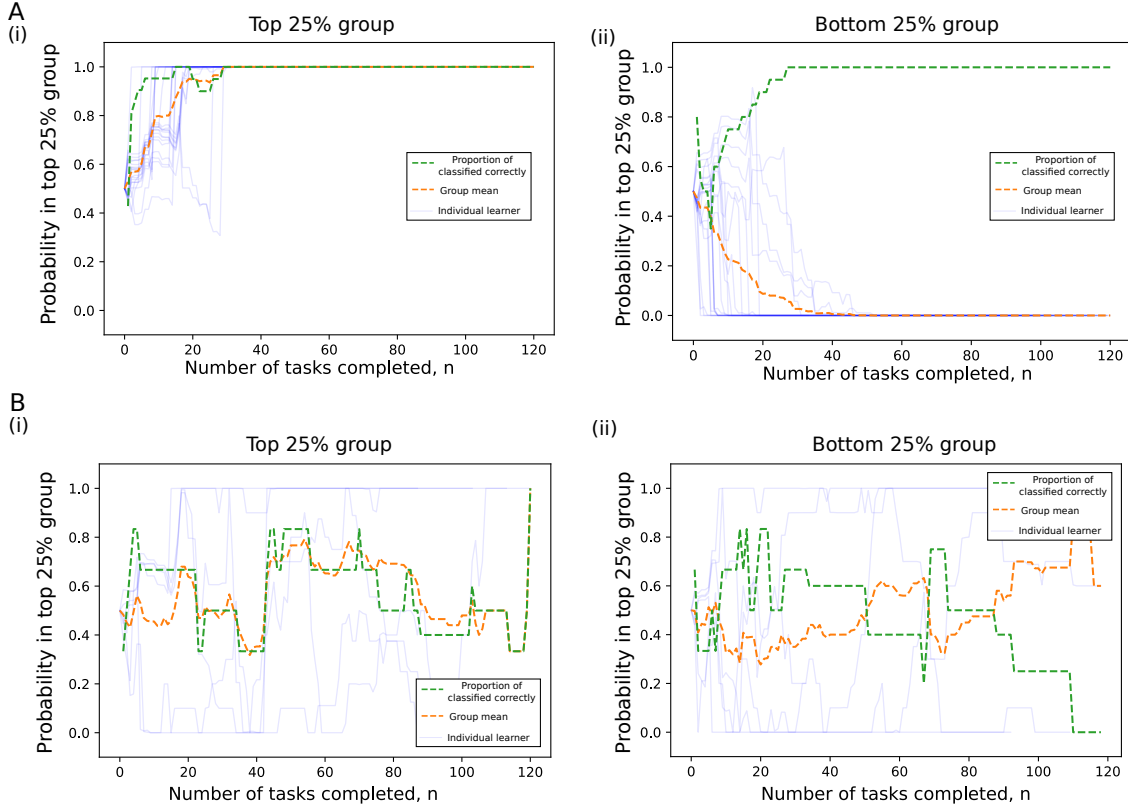 A
(i)
Top 25% group
Probability in top 25% group
1.0
0.8
0.6
0.4
0.2
0.0
Proportion of
classified correctly
Group mean
Individual learner
0
20
40
60
80
100
120
Number of tasks completed, n
(ii)
Bottom 25% group
Probability in top 25% group
1.0
0.8
0.6
0.4
0.2
0.0
Proportion of
classified correctly
Group mean
Individual learner
0
20
40
60
80
100
120
Number of tasks completed, n
B
(i)
Top 25% group
Probability in top 25% group
1.0
0.8
0.6
0.4
0.2
0.0
Proportion of
classified correctly
Group mean
Individual learner
0
20
40
60
80
100
120
Number of tasks completed, n
(ii)
Bottom 25% group
Probability in top 25% group
1.0
0.8
0.6
0.4
0.2
0.0
Proportion of
classified correctly
Group mean
Individual learner
0
20
40
60
80
100
120
Number of tasks completed, n